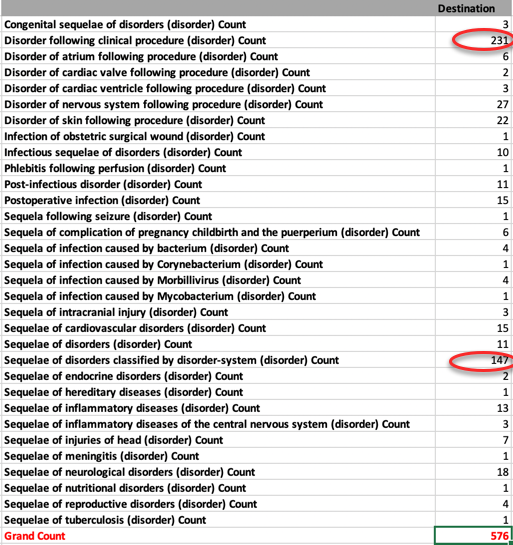 Destination
Congenital sequelae of disorders (disorder) Count 3
Disorder following clinical procedure (disorder) Count 231
Disorder of atrium following procedure (disorder) Count 6
Disorder of cardiac valve following procedure (disorder) Count 2
Disorder of cardiac ventricle following procedure (disorder) Count 3
Disorder of nervous system following procedure (disorder) Count 27
Disorder of skin following procedure (disorder) Count 22
Infection of obstetric surgical wound (disorder) Count 1
Infectious sequelae of disorders (disorder) Count 10
Phlebitis following perfusion (disorder) Count 1
Post-infectious disorder (disorder) Count 11
Postoperative infection (disorder) Count 15
Sequela following seizure (disorder) Count 1
Sequela of complication of pregnancy childbirth and the puerperium (disorder) Count 6
Sequela of infection caused by bacterium (disorder) Count 4
Sequela of infection caused by Corynebacterium (disorder) Count 1
Sequela of infection caused by Morbillivirus (disorder) Count 4
Sequela of infection caused by Mycobacterium (disorder) Count 1
Sequela of intracranial injury (disorder) Count 3
Sequelae of cardiovascular disorders (disorder) Count 15
Sequelae of disorders (disorder) Count 11
Sequelae of disorders classified by disorder-system (disorder) Count 147
Sequelae of endocrine disorders (disorder) Count 2
Sequelae of hereditary diseases (disorder) Count 1
Sequelae of inflammatory diseases (disorder) Count 13
Sequelae of inflammatory diseases of the central nervous system (disorder) Count 3
Sequelae of injuries of head (disorder) Count 7
Sequelae of meningitis (disorder) Count 1
Sequelae of neurological disorders (disorder) Count 18
Sequelae of nutritional disorders (disorder) Count 1
Sequelae of reproductive disorders (disorder) Count 4
Sequelae of tuberculosis (disorder) Count 1
Grand Count 576